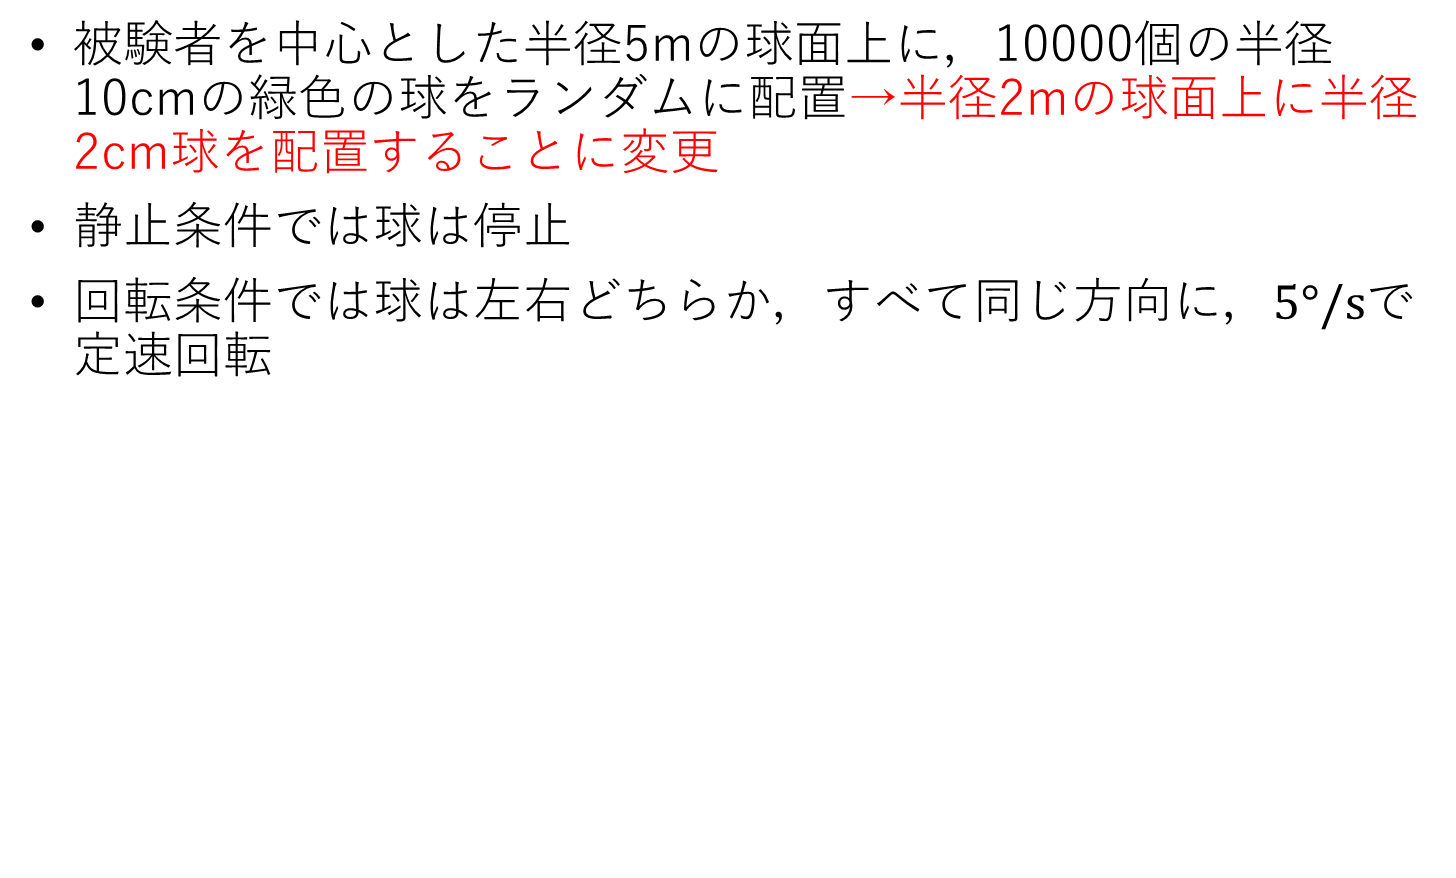 • 被験者を中心とした半径5mの球面上に，10000個の半径
10cmの緑色の球をランダムに配置→半径2mの球面上に半径
2cm球を配置することに変更
• 静止条件では球は停止
• 回転条件では球は左右どちらか，すべて同じ方向に，5°/sで
定速回転